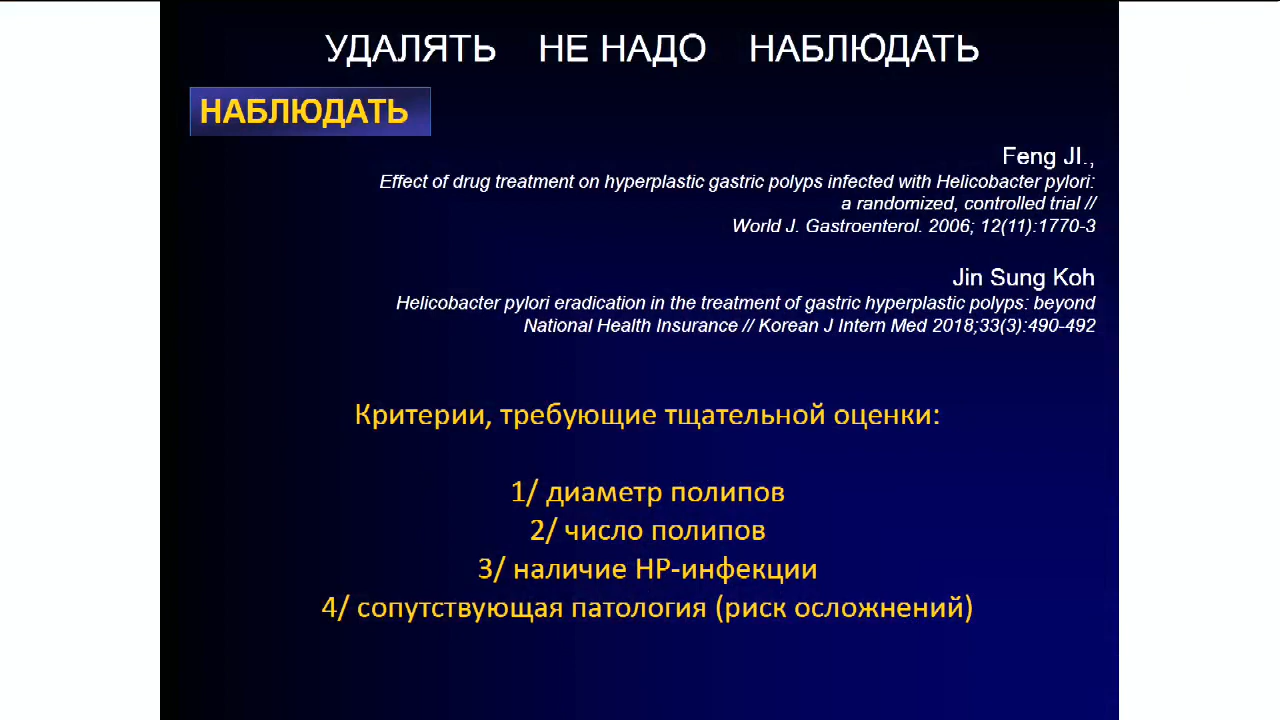 УДАЛЯТЬ НЕ НАДО НАБЛЮДАТЬ
НАБЛЮДАТЬ
Feng JI.,
Effect of drug treatment on hyperplastic gastric polyps infected with Helicobacter pylori:
a randomized, controlled trial //
World J. Gastroenterol. 2006; 12(11):1770-3
Jin Sung Koh
Helicobacter pylori eradication in the treatment of gastric hyperplastic polyps: beyond
National Health Insurance // Korean J Intern Med 2018;33(3):490-492
Критерии, требующие тщательной оценки:
1/ диаметр полипов
2/ число полипов
3/ наличие НР-инфекции
4/ сопутствующая патология (риск осложнений)